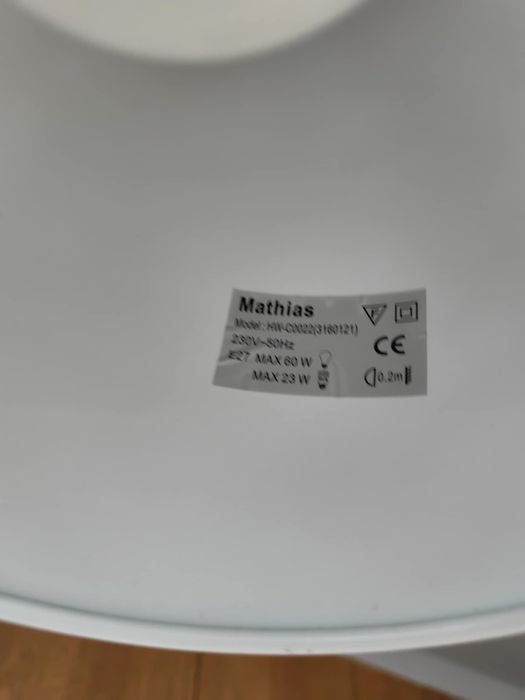 Mathias
Model : HW-C0022(3160121)
230V~50Hz
E27 MAX 60 W
MAX 23 W
F
CE
0.2m